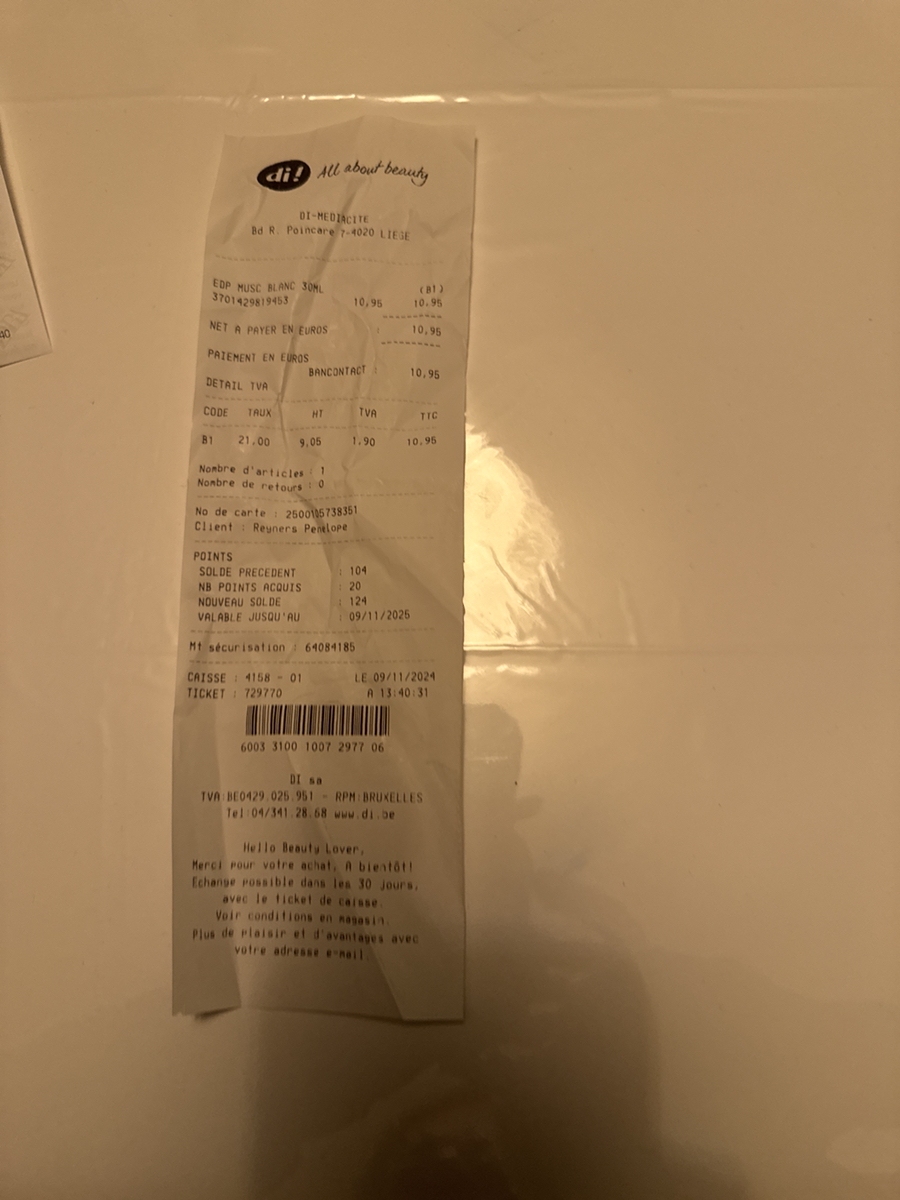 di! All about beauty
DI-MEDIACITE
Bd R. Poincare 7-4020 LIEGE
EDP MUSC BLANC 30ML (B1)
3701429819453 10,95 10.95
NET A PAYER EN EUROS : 10,95
PAIEMENT EN EUROS
BANCONTACT : 10,95
DETAIL TVA
CODE TAUX HT TVA TTC
B1 21.00 9,05 1.90 10.95
Nombre d'articles : 1
Nombre de retours : 0
No de carte :
Client : Reyners Penelope
POINTS
SOLDE PRECEDENT : 104
NB POINTS ACQUIS : 20
NOUVEAU SOLDE : 124
VALABLE JUSQU'AU : 09/11/2025
Mt sécurisation : 64084185
CAISSE : 4158 - 01 LE 09/11/2024
TICKET : 729770 A 13:40:31
6003 3100 1007 2977 06
DI sa
TVA:BE0429.025.951 - RPM:BRUXELLES
Tel:04/341.28.68 www.di.be
Hello Beauty Lover,
Merci pour votre achat. A bientôt!
Echange possible dans les 30 jours,
avec le ticket de caisse.
Voir conditions en magasin.
Plus de plaisir et d'avantages avec
votre adresse e-mail.
40